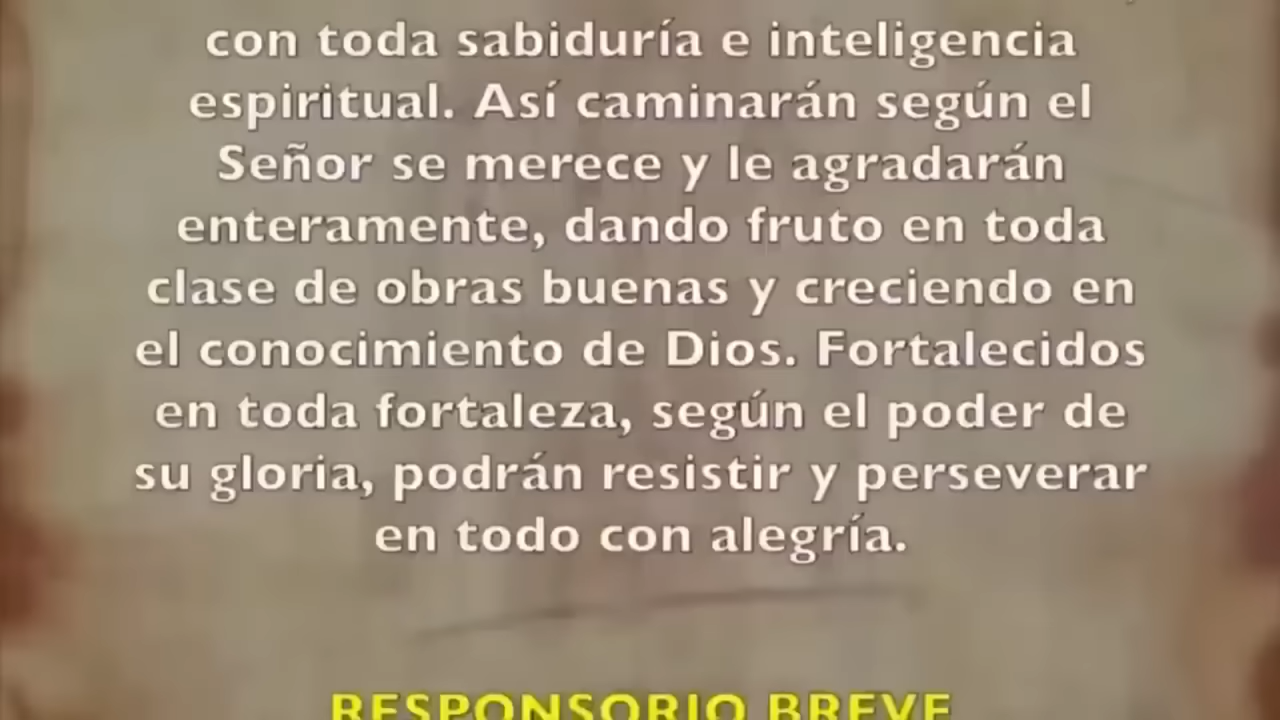 con toda sabiduría e inteligencia
espiritual. Así caminarán según el
Señor se merece y le agradarán
enteramente, dando fruto en toda
clase de obras buenas y creciendo en
el conocimiento de Dios. Fortalecidos
en toda fortaleza, según el poder de
su gloria, podrán resistir y perseverar
en todo con alegría.
RESPONSORIO BREVE